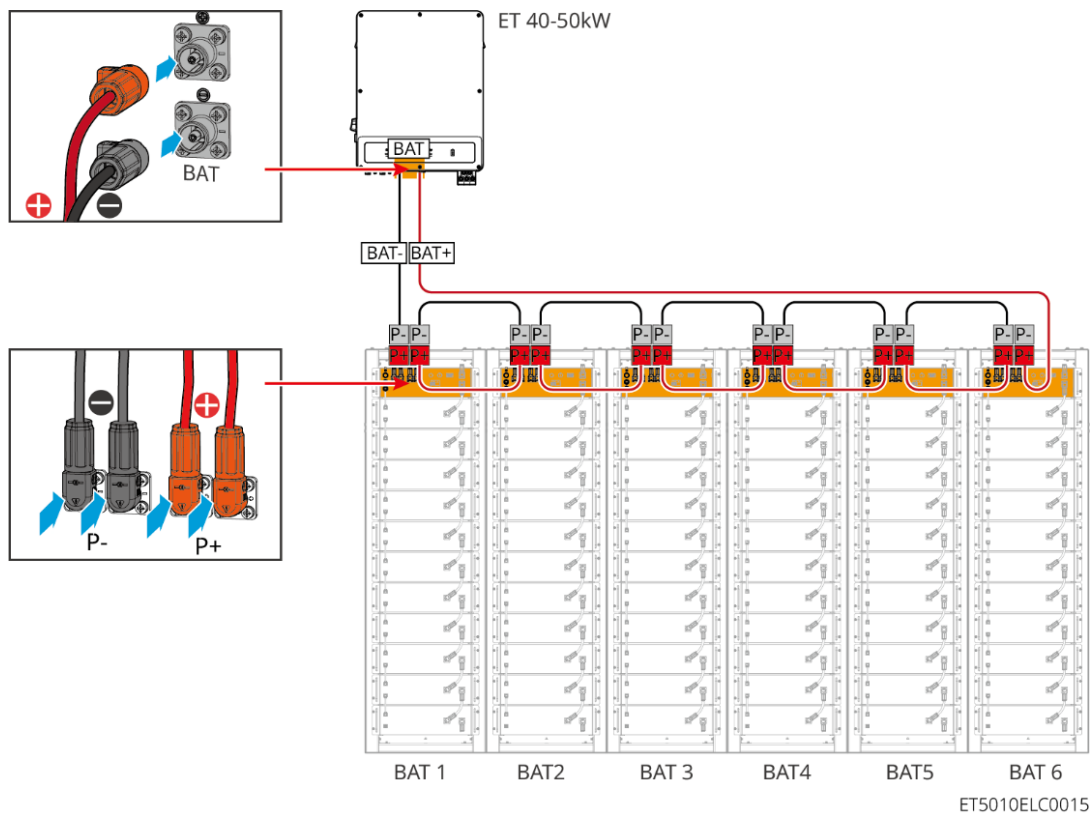 ET 40-50kW
BAT
BAT
BAT- BAT+
P- P- P- P- P- P- P- P- P- P- P- P-
P+ P+ P+ P+ P+ P+ P+ P+ P+ P+ P+ P+
P- P+
BAT 1 BAT2 BAT 3 BAT4 BAT5 BAT 6
ET5010ELC0015